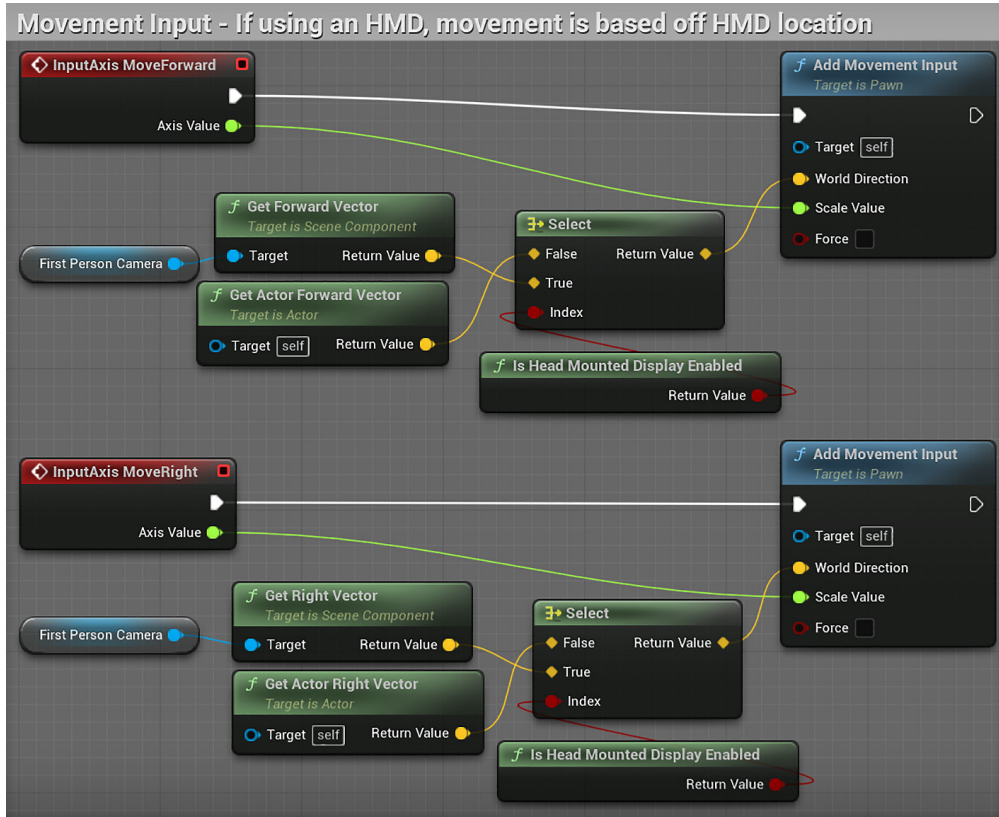 Movement Input - If using an HMD, movement is based off HMD location
InputAxis MoveForward
Axis Value
Add Movement Input
Target is Pawn
Target self
World Direction
Scale Value
Force
Get Forward Vector
Target is Scene Component
Target Return Value
First Person Camera
Select
False Return Value
True
Index
Get Actor Forward Vector
Target is Actor
Target self Return Value
Is Head Mounted Display Enabled
Return Value
InputAxis MoveRight
Axis Value
Add Movement Input
Target is Pawn
Target self
World Direction
Scale Value
Force
Get Right Vector
Target is Scene Component
Target Return Value
First Person Camera
Select
False Return Value
True
Index
Get Actor Right Vector
Target is Actor
Target self Return Value
Is Head Mounted Display Enabled
Return Value